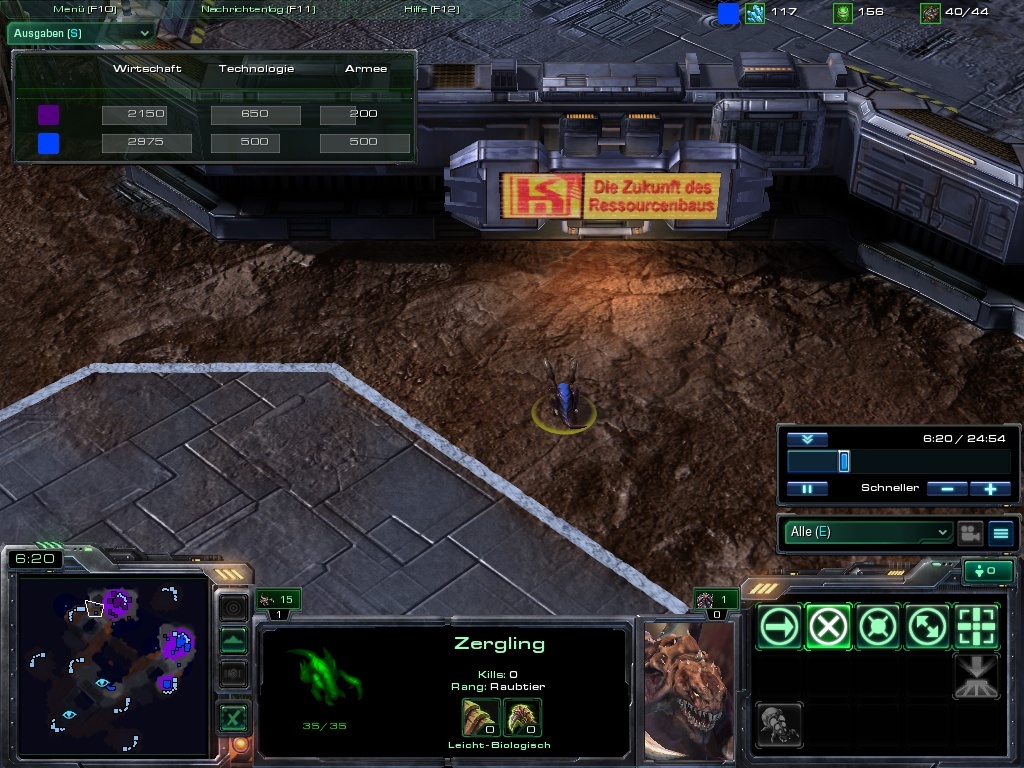 Menü (F10) Nachrichtenlog (F11) Hilfe (F12) 117 156 40/44
Ausgaben (S)
Wirtschaft Technologie Armee
2150 650 200
2975 500 500
Die Zukunft des
Ressourcenbaus
6:20 / 24:54
Schneller
Alle (E)
6:20
15
1
1
0
0
Zergling
Kills: 0
Rang: Raubtier
35/35
0 0
Leicht-Biologisch